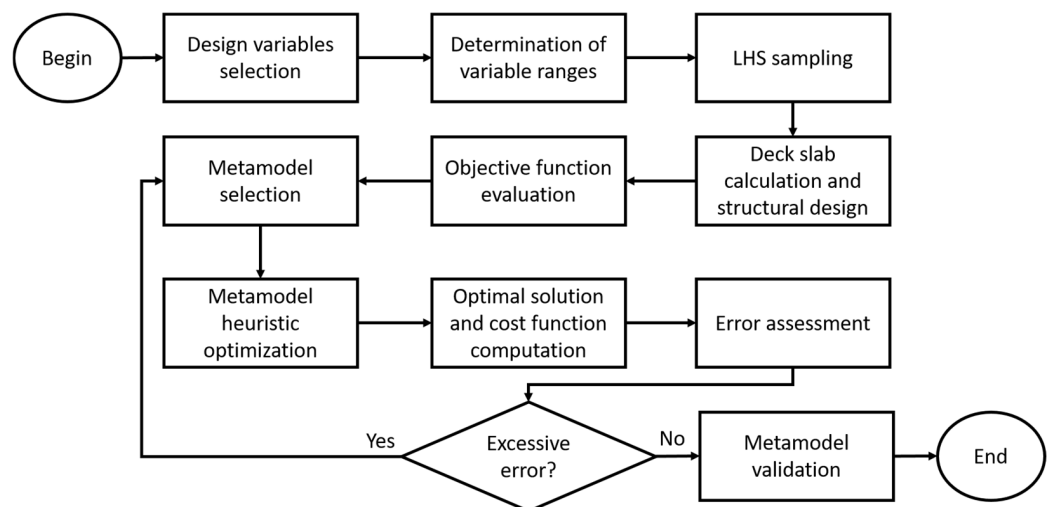 Begin
Design variables
selection
Determination of
variable ranges
LHS sampling
Metamodel
selection
Objective function
evaluation
Deck slab
calculation and
structural design
Metamodel
heuristic
optimization
Optimal solution
and cost function
computation
Error assessment
Yes
Excessive
error?
No
Metamodel
validation
End